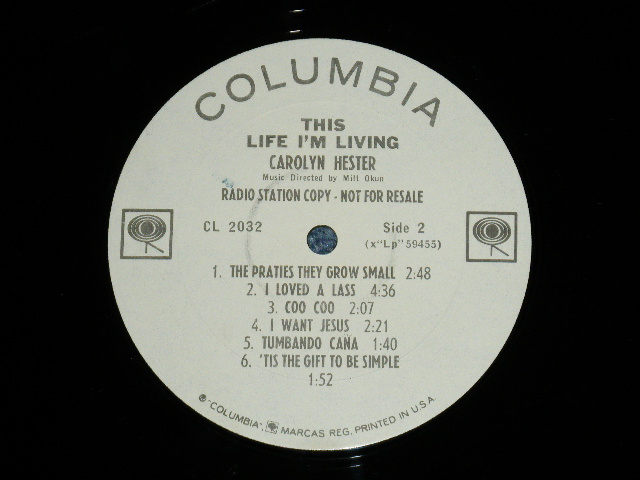 COLUMBIA
THIS
LIFE I'M LIVING
CAROLYN HESTER
Music Directed by Milt Okun
RADIO STATION COPY - NOT FOR RESALE
CL 2032 Side 2
(x"Lp"59455)
1. THE PRATIES THEY GROW SMALL 2:48
2. I LOVED A LASS 4:36
3. COO COO 2:07
4. I WANT JESUS 2:21
5. TUMBANDO CAÑA 1:40
6. 'TIS THE GIFT TO BE SIMPLE
1:52
℗"COLUMBIA", MARCAS REG. PRINTED IN U.S.A.